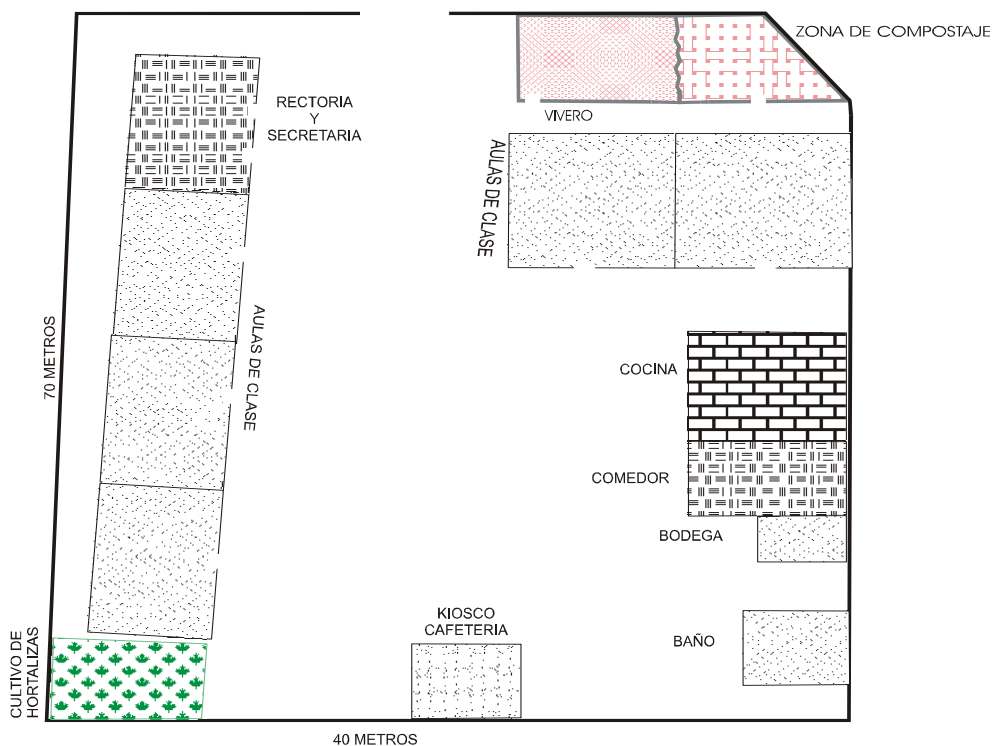 ZONA DE COMPOSTAJE
RECTORIA
Y
SECRETARIA
VIVERO
AULAS DE CLASE
70 METROS
AULAS DE CLASE
COCINA
COMEDOR
BODEGA
KIOSCO
CAFETERIA
BAÑO
CULTIVO DE
HORTALIZAS
40 METROS